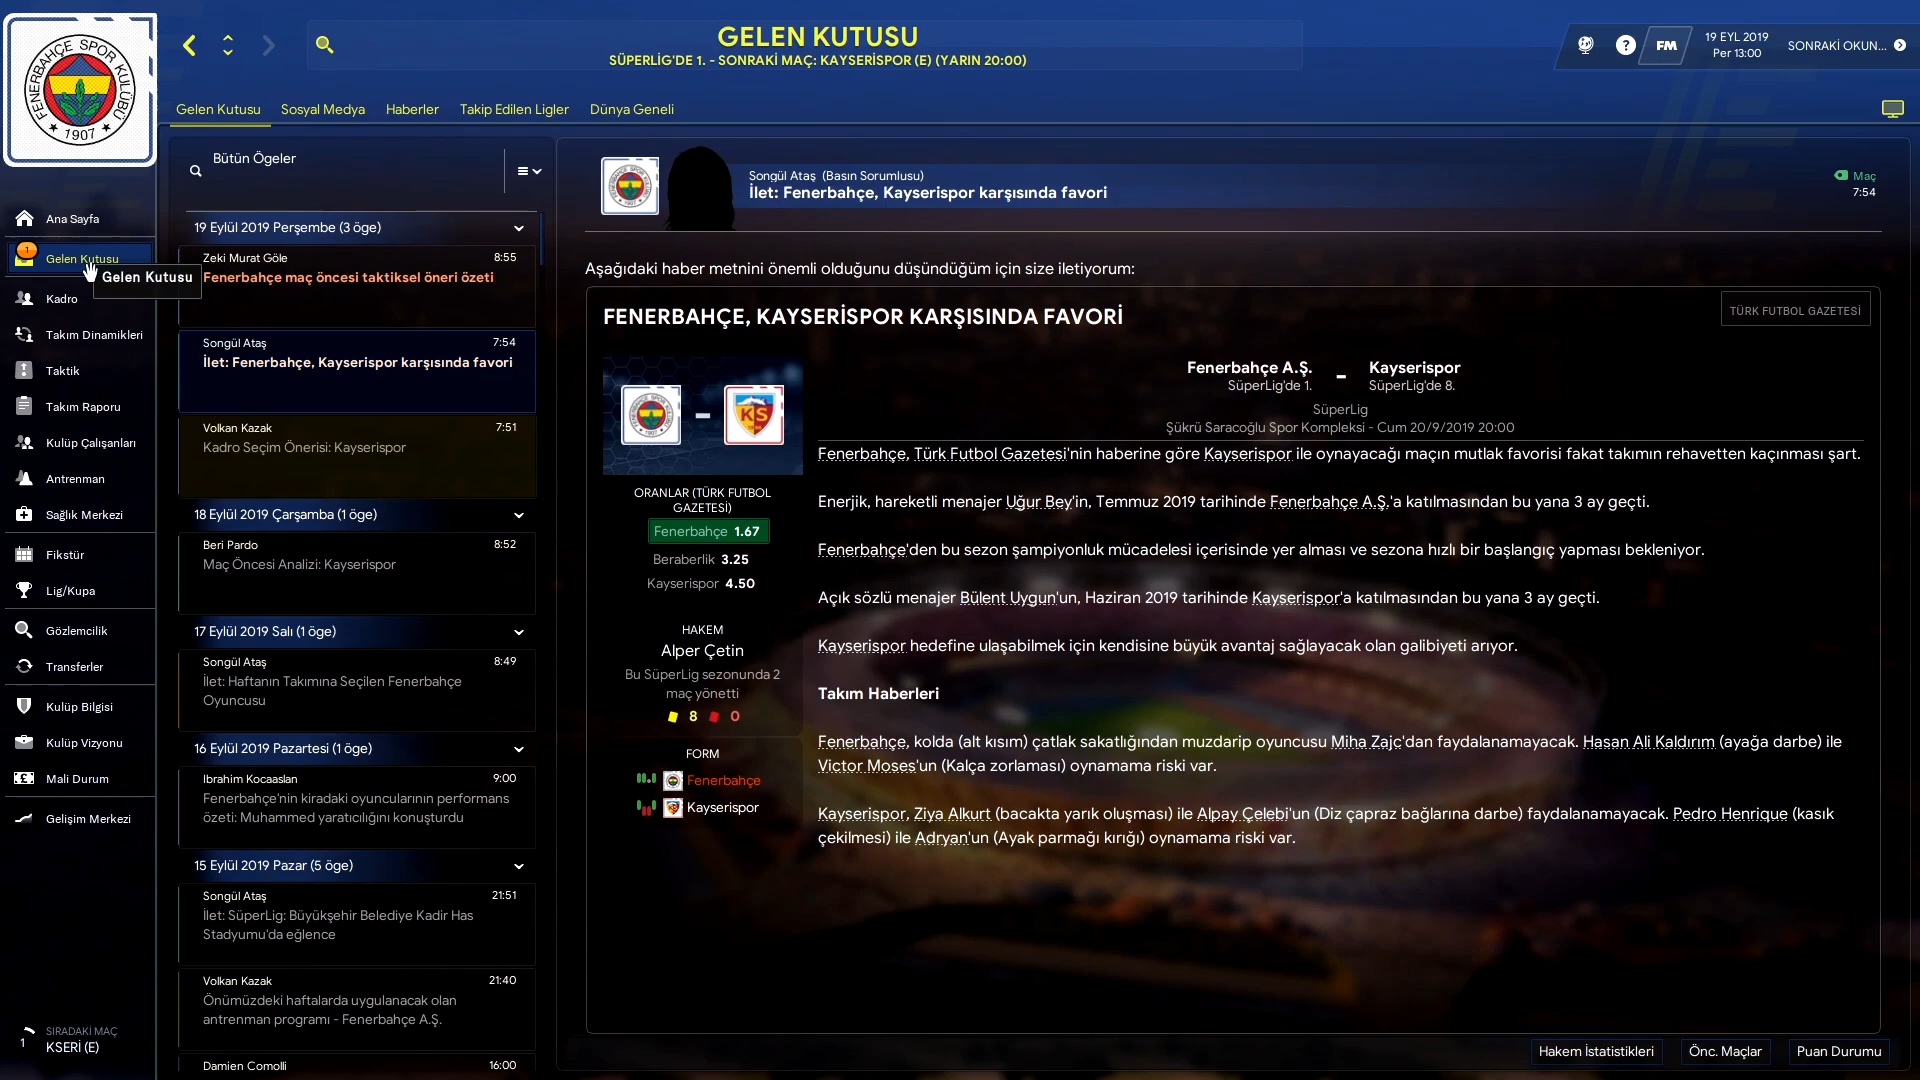 GELEN KUTUSU
SÜPERLİG'DE 1. - SONRAKİ MAÇ: KAYSERİSPOR (E) (YARIN 20:00)
FM
19 EYL 2019
Per 13:00
SONRAKİ OKUN...
Gelen Kutusu
Sosyal Medya
Haberler
Takip Edilen Ligler
Dünya Geneli
FENERBAHÇE SPOR KULÜBÜ
1907
Ana Sayfa
1
Gelen Kutusu
Gelen Kutusu
Kadro
Takım Dinamikleri
Taktik
Takım Raporu
Kulüp Çalışanları
Antrenman
Sağlık Merkezi
Fikstür
Lig/Kupa
Gözlemcilik
Transferler
Kulüp Bilgisi
Kulüp Vizyonu
Mali Durum
Gelişim Merkezi
1
SIRADAKİ MAÇ
KSERİ (E)
Bütün Ögeler
19 Eylül 2019 Perşembe (3 öge)
Zeki Murat Göle 8:55
Fenerbahçe maç öncesi taktiksel öneri özeti
Songül Ataş 7:54
İlet: Fenerbahçe, Kayserispor karşısında favori
Volkan Kazak 7:51
Kadro Seçim Önerisi: Kayserispor
18 Eylül 2019 Çarşamba (1 öge)
Beri Pardo 8:52
Maç Öncesi Analizi: Kayserispor
17 Eylül 2019 Salı (1 öge)
Songül Ataş 8:49
İlet: Haftanın Takımına Seçilen Fenerbahçe
Oyuncusu
16 Eylül 2019 Pazartesi (1 öge)
Ibrahim Kocaaslan 9:00
Fenerbahçe'nin kiradaki oyuncularının performans
özeti: Muhammed yaratıcılığını konuşturdu
15 Eylül 2019 Pazar (5 öge)
Songül Ataş 21:51
İlet: SüperLig: Büyükşehir Belediye Kadir Has
Stadyumu'da eğlence
Volkan Kazak 21:40
Önümüzdeki haftalarda uygulanacak olan
antrenman programı - Fenerbahçe A.Ş.
Damien Comolli 16:00
Songül Ataş (Basın Sorumlusu)
İlet: Fenerbahçe, Kayserispor karşısında favori
Maç
7:54
Aşağıdaki haber metnini önemli olduğunu düşündüğüm için size iletiyorum:
FENERBAHÇE, KAYSERİSPOR KARŞISINDA FAVORİ
TÜRK FUTBOL GAZETESİ
KS
ORANLAR (TÜRK FUTBOL
GAZETESİ)
Fenerbahçe 1.67
Beraberlik 3.25
Kayserispor 4.50
HAKEM
Alper Çetin
Bu SüperLig sezonunda 2
maç yönetti
8 0
FORM
Fenerbahçe
Kayserispor
Fenerbahçe A.Ş. - Kayserispor
SüperLig'de 1. SüperLig'de 8.
SüperLig
Şükrü Saracoğlu Spor Kompleksi - Cum 20/9/2019 20:00
Fenerbahçe, Türk Futbol Gazetesi'nin haberine göre Kayserispor ile oynayacağı maçın mutlak favorisi fakat takımın rehavetten kaçınması şart.
Enerjik, hareketli menajer Uğur Bey'in, Temmuz 2019 tarihinde Fenerbahçe A.Ş.'a katılmasından bu yana 3 ay geçti.
Fenerbahçe'den bu sezon şampiyonluk mücadelesi içerisinde yer alması ve sezona hızlı bir başlangıç yapması bekleniyor.
Açık sözlü menajer Bülent Uygun'un, Haziran 2019 tarihinde Kayserispor'a katılmasından bu yana 3 ay geçti.
Kayserispor hedefine ulaşabilmek için kendisine büyük avantaj sağlayacak olan galibiyeti arıyor.
Takım Haberleri
Fenerbahçe, kolda (alt kısım) çatlak sakatlığından muzdarip oyuncusu Miha Zajc'dan faydalanamayacak. Hasan Ali Kaldırım (ayağa darbe) ile
Victor Moses'un (Kalça zorlaması) oynamama riski var.
Kayserispor, Ziya Alkurt (bacakta yarık oluşması) ile Alpay Çelebi'un (Diz çapraz bağlarına darbe) faydalanamayacak. Pedro Henrique (kasık
çekilmesi) ile Adryan'un (Ayak parmağı kırığı) oynamama riski var.
Hakem İstatistikleri
Önc. Maçlar
Puan Durumu